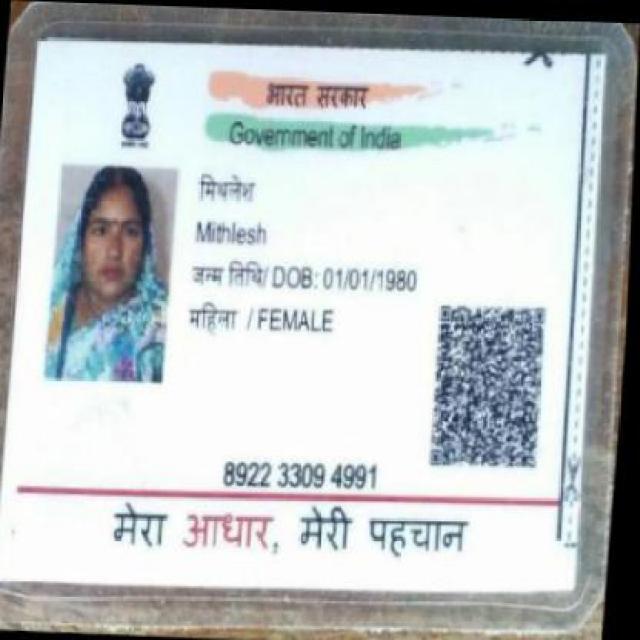 भारत सरकार
Government of India
मिथलेश
Mithlesh
जन्म तिथि/ DOB: 01/01/1980
महिला / FEMALE
8922 3309 4991
मेरा आधार, मेरी पहचान